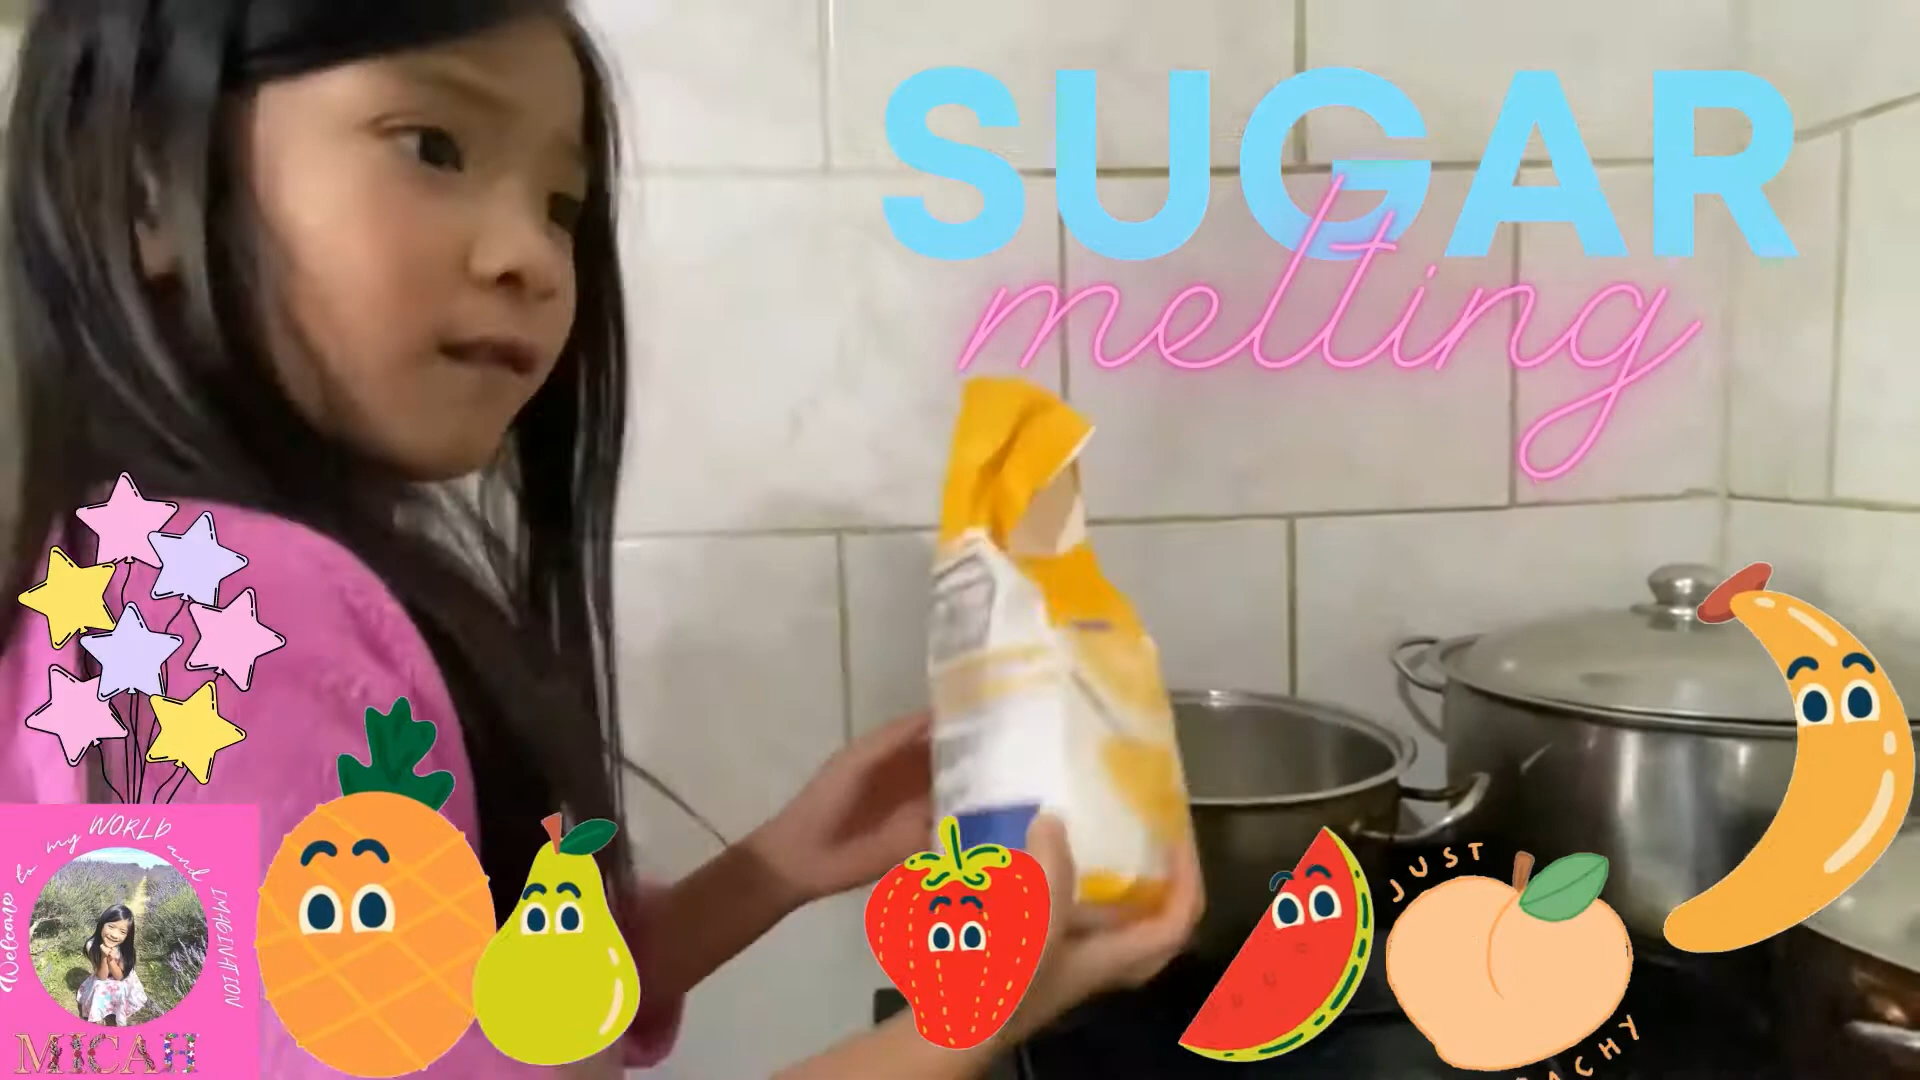 SUGAR
melting
Welcome to my WORLD and IMAGINATION
MICAH
JUST